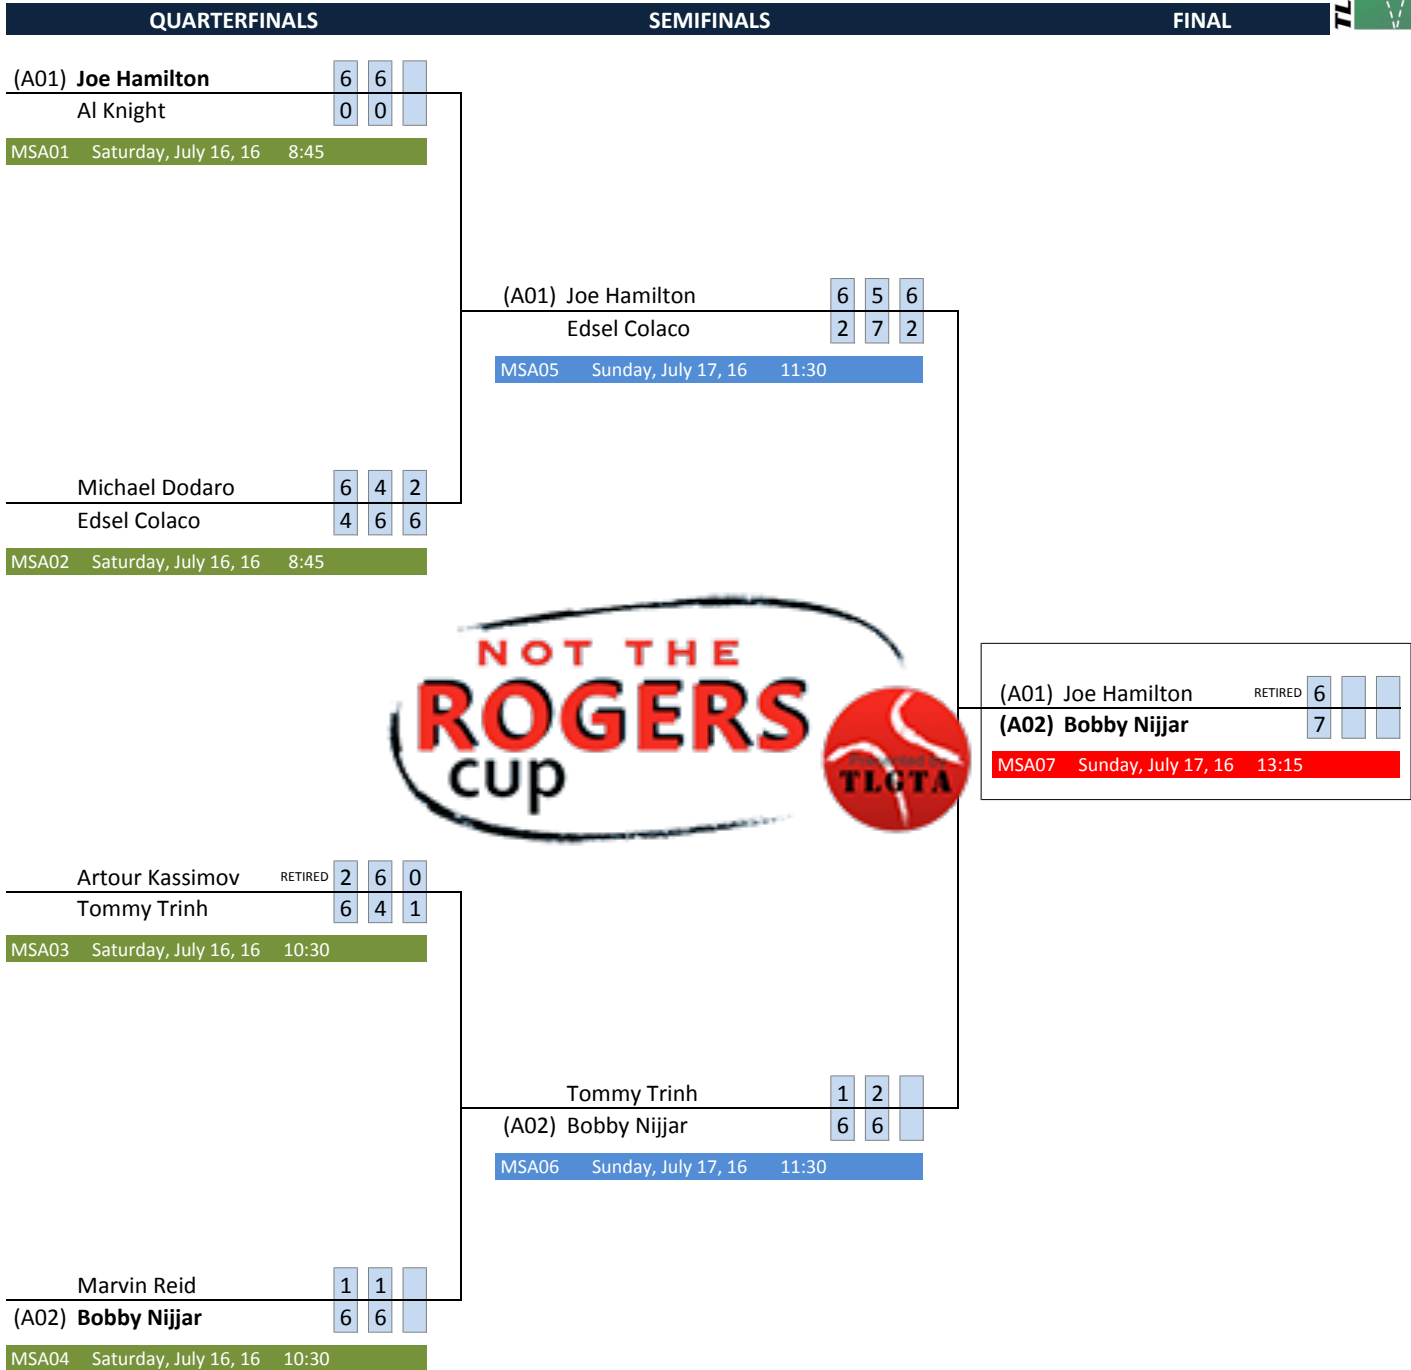 QUARTERFINALS SEMIFINALS FINAL
TL
(A01) Joe Hamilton 6 6
Al Knight 0 0
MSA01 Saturday, July 16, 16 8:45
(A01) Joe Hamilton 6 5 6
Edsel Colaco 2 7 2
MSA05 Sunday, July 17, 16 11:30
Michael Dodaro 6 4 2
Edsel Colaco 4 6 6
MSA02 Saturday, July 16, 16 8:45
NOT THE
ROGERS
cup
Presented by
TLGTA
(A01) Joe Hamilton RETIRED 6
(A02) Bobby Nijjar 7
MSA07 Sunday, July 17, 16 13:15
Artour Kassimov RETIRED 2 6 0
Tommy Trinh 6 4 1
MSA03 Saturday, July 16, 16 10:30
Tommy Trinh 1 2
(A02) Bobby Nijjar 6 6
MSA06 Sunday, July 17, 16 11:30
Marvin Reid 1 1
(A02) Bobby Nijjar 6 6
MSA04 Saturday, July 16, 16 10:30